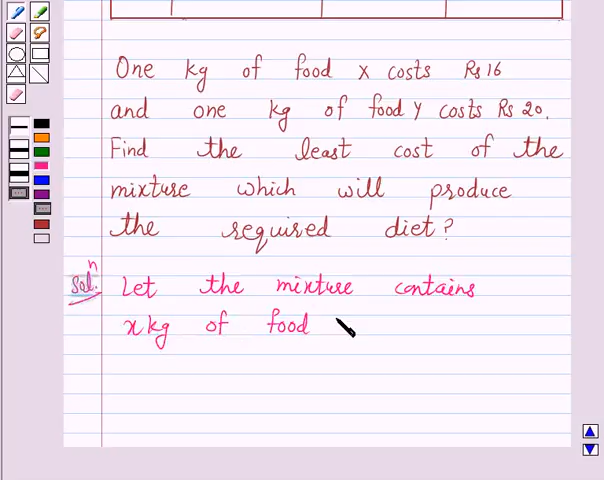 One kg of food x costs Rs 16
and one kg of food y costs Rs 20.
Find the least cost of the
mixture which will produce
the required diet?
Solⁿ. Let the mixture contains
x kg of food